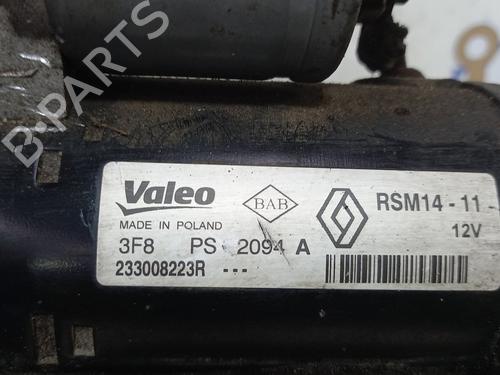 B-PARTS
Valeo
BAB
RSM14 - 11 -
MADE IN POLAND
12V
3F8 PS 2094 A
233008223R ---